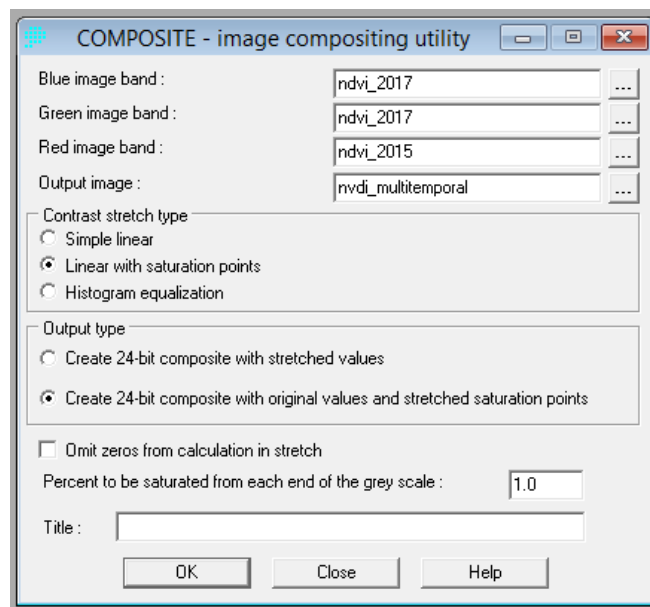 COMPOSITE - image compositing utility
Blue image band : ndvi_2017 ...
Green image band : ndvi_2017 ...
Red image band : ndvi_2015 ...
Output image : nvdi_multitemporal ...
Contrast stretch type
Simple linear
Linear with saturation points
Histogram equalization
Output type
Create 24-bit composite with stretched values
Create 24-bit composite with original values and stretched saturation points
Omit zeros from calculation in stretch
Percent to be saturated from each end of the grey scale : 1.0
Title :
OK Close Help